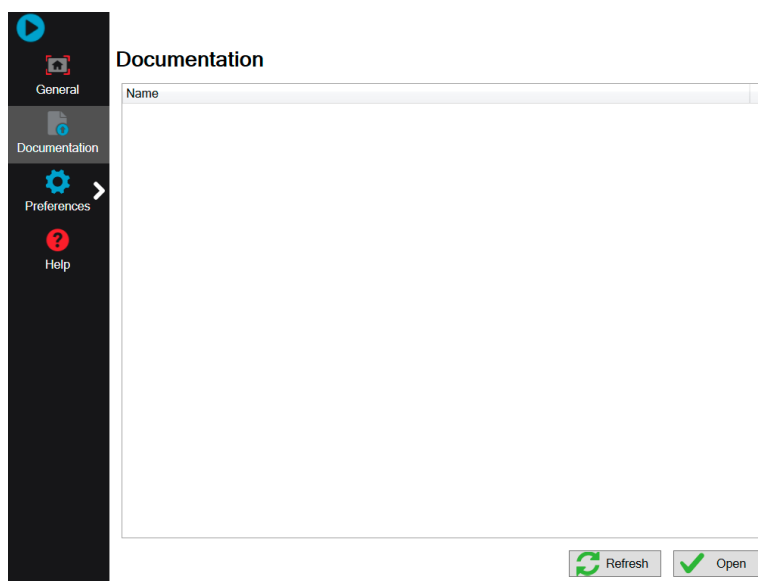 Documentation
General
Name
Documentation
Preferences
Help
Refresh
Open